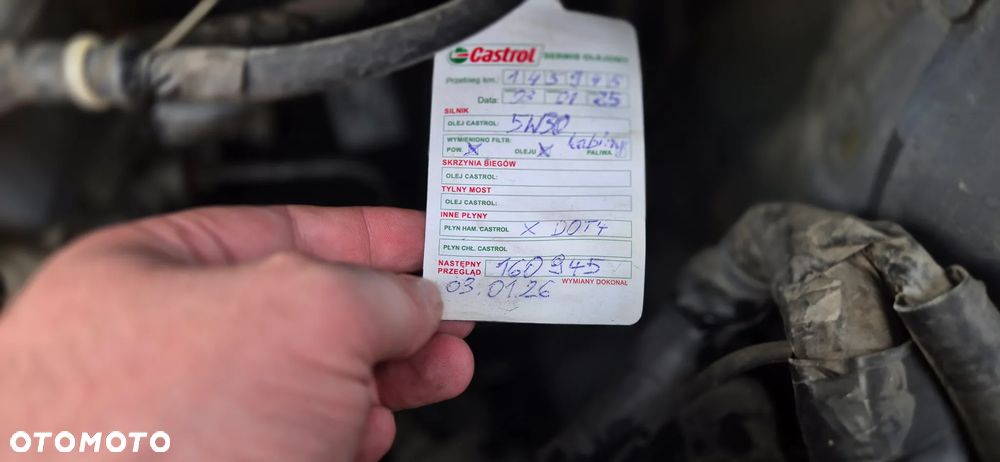 Castrol SERWIS OLEJOWY
Przebieg km.: 145945
Data: 03 01 25
SILNIK
OLEJ CASTROL: 5W30
WYMIENIONO FILTR: kabiny
POW. X OLEJU X PALIWA
SKRZYNIA BIEGÓW
OLEJ CASTROL:
TYLNY MOST
OLEJ CASTROL:
INNE PŁYNY
PŁYN HAM. CASTROL X DOT4
PŁYN CHŁ. CASTROL
NASTĘPNY PRZEGLĄD 160945
WYMIANY DOKONAŁ
03.01.26
OTOMOTO